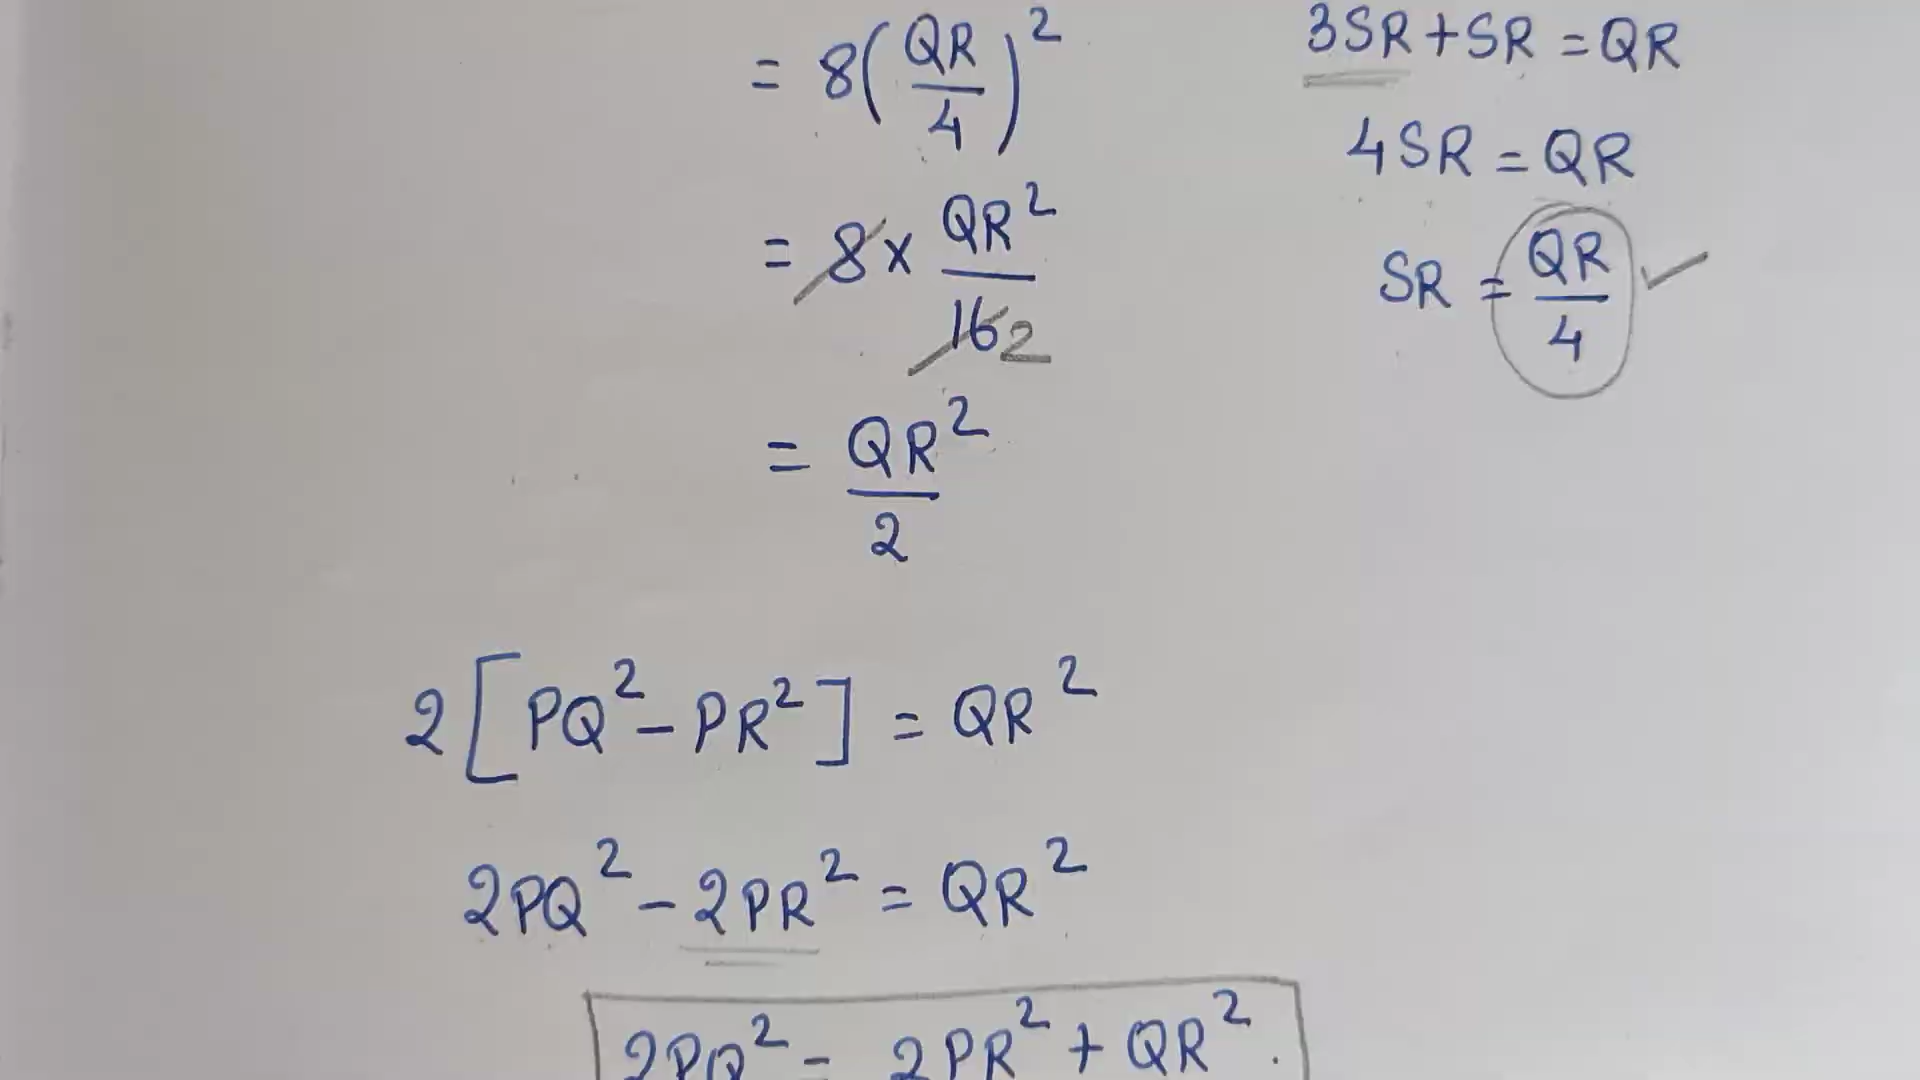 = 8(QR/4)²
= 8 x QR²/16 2
= QR²/2
3SR + SR = QR
4SR = QR
SR = QR/4 ✓
2[PQ² - PR²] = QR²
2PQ² - 2PR² = QR²
2PQ² = 2PR² + QR².